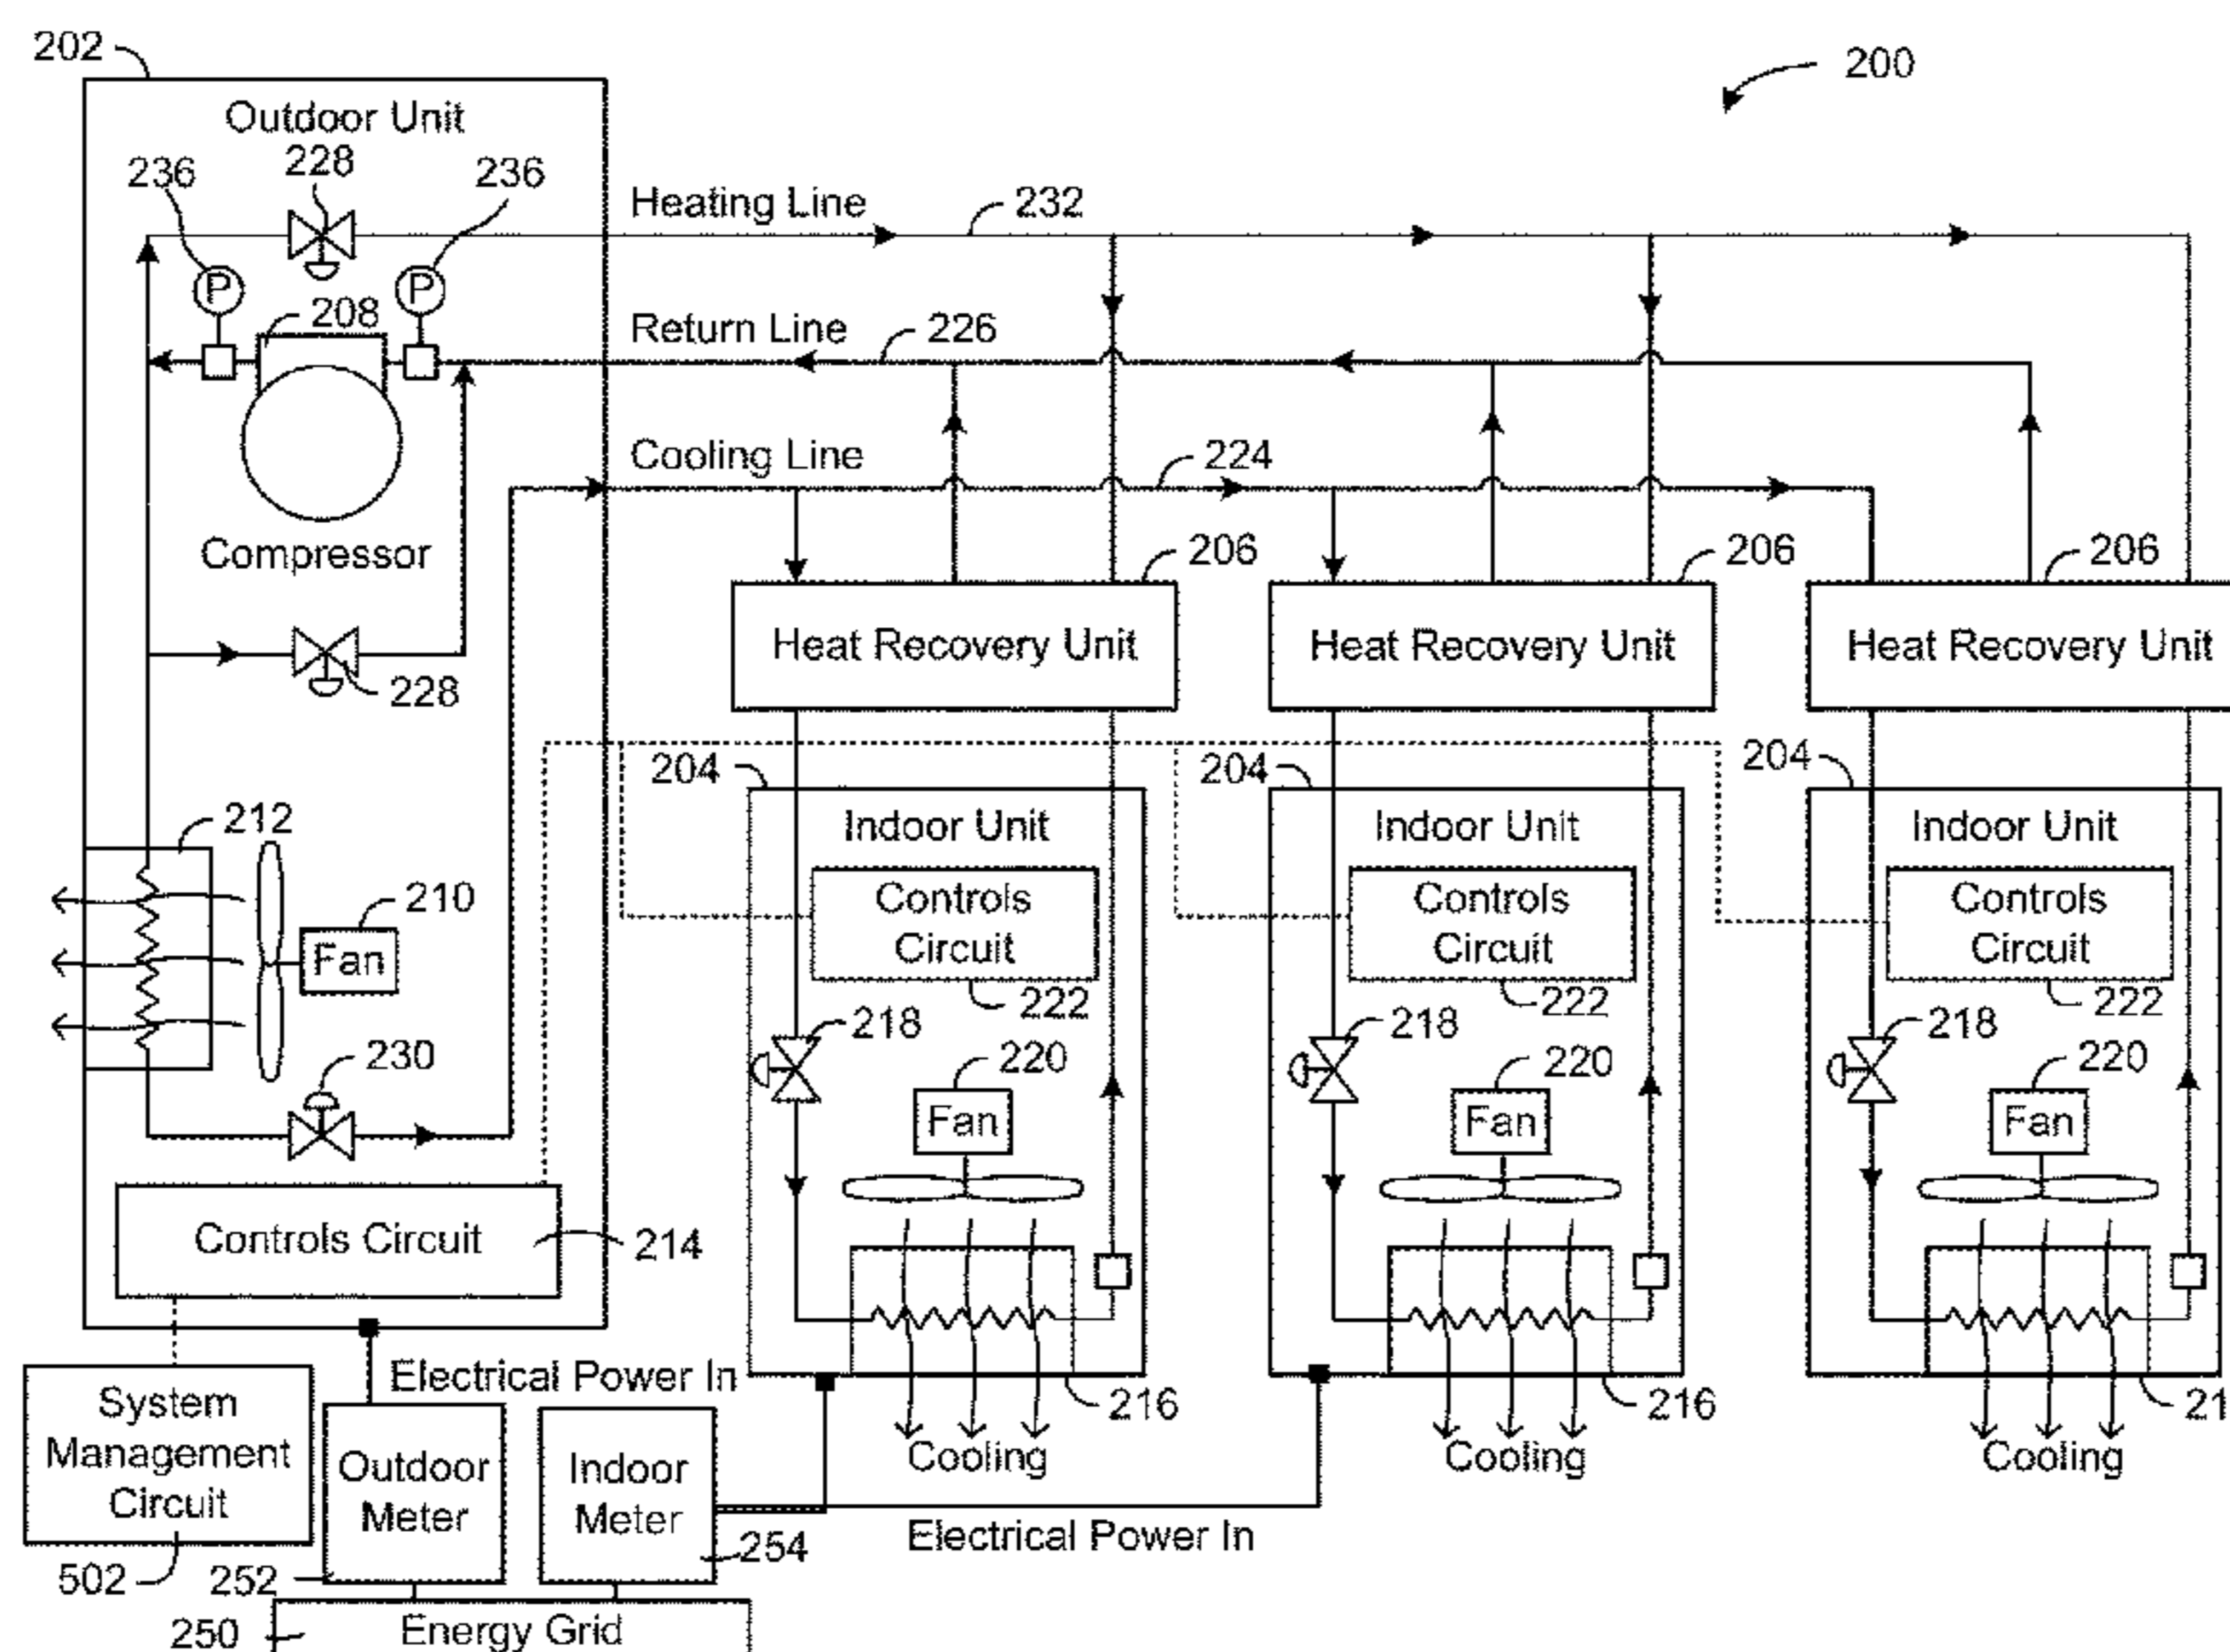 202
200
Outdoor Unit
236
228
236
Heating Line
232
P
P
208
Return Line
226
Cooling Line
224
Compressor
206
206
206
Heat Recovery Unit
Heat Recovery Unit
Heat Recovery Unit
228
204
204
204
212
Indoor Unit
Indoor Unit
Indoor Unit
210
Fan
Controls
Circuit
Controls
Circuit
Controls
Circuit
222
222
222
218
218
218
230
220
220
220
Fan
Fan
Fan
Controls Circuit
214
Electrical Power In
216
216
21
System
Management
Circuit
Outdoor
Meter
Indoor
Meter
Cooling
Cooling
Cooling
Electrical Power In
254
502
252
250
Energy Grid